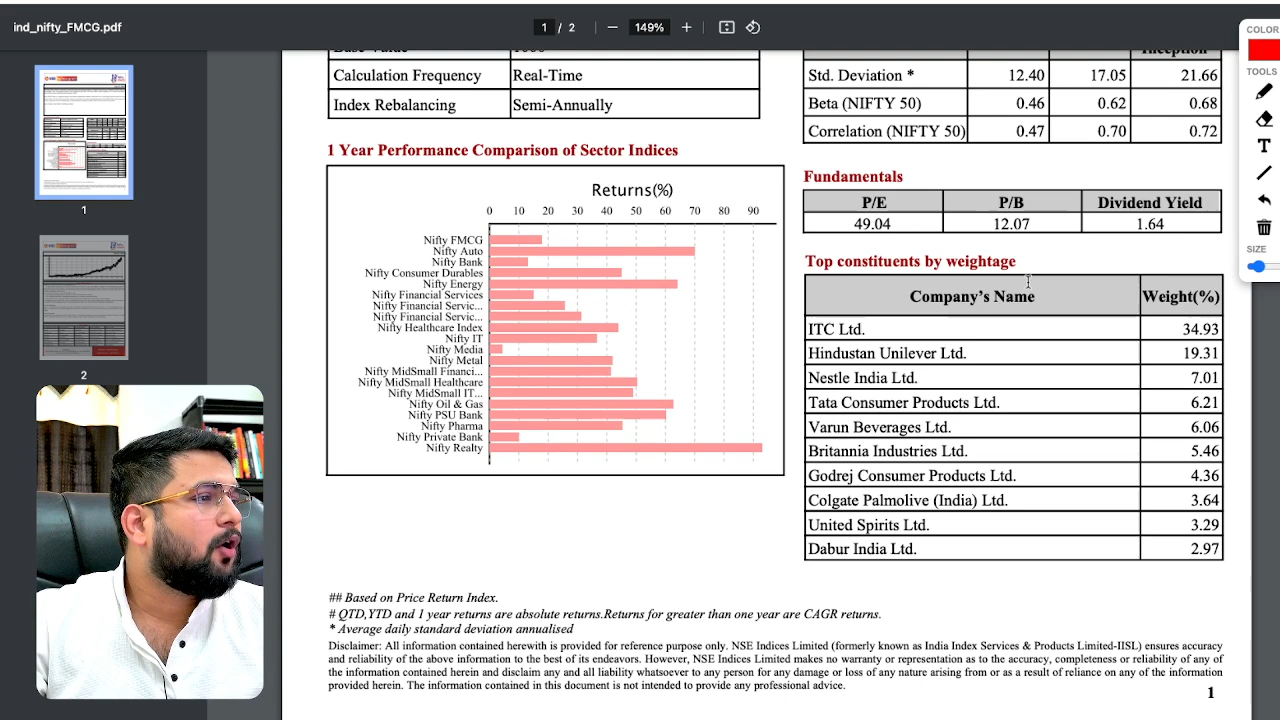 ind_nifty_FMCG.pdf
1 / 2
149%
COLOR
TOOLS
T
SIZE
1
2
Base Value 1000
Calculation Frequency Real-Time
Index Rebalancing Semi-Annually
Inception
Std. Deviation * 12.40 17.05 21.66
Beta (NIFTY 50) 0.46 0.62 0.68
Correlation (NIFTY 50) 0.47 0.70 0.72
1 Year Performance Comparison of Sector Indices
Returns(%)
0 10 20 30 40 50 60 70 80 90
Nifty FMCG
Nifty Auto
Nifty Bank
Nifty Consumer Durables
Nifty Energy
Nifty Financial Services
Nifty Financial Servic...
Nifty Financial Servic...
Nifty Healthcare Index
Nifty IT
Nifty Media
Nifty Metal
Nifty MidSmall Financi...
Nifty MidSmall Healthcare
Nifty MidSmall IT...
Nifty Oil & Gas
Nifty PSU Bank
Nifty Pharma
Nifty Private Bank
Nifty Realty
Fundamentals
P/E P/B Dividend Yield
49.04 12.07 1.64
Top constituents by weightage
Company’s Name Weight(%)
ITC Ltd. 34.93
Hindustan Unilever Ltd. 19.31
Nestle India Ltd. 7.01
Tata Consumer Products Ltd. 6.21
Varun Beverages Ltd. 6.06
Britannia Industries Ltd. 5.46
Godrej Consumer Products Ltd. 4.36
Colgate Palmolive (India) Ltd. 3.64
United Spirits Ltd. 3.29
Dabur India Ltd. 2.97
## Based on Price Return Index.
# QTD,YTD and 1 year returns are absolute returns.Returns for greater than one year are CAGR returns.
* Average daily standard deviation annualised
Disclaimer: All information contained herewith is provided for reference purpose only. NSE Indices Limited (formerly known as India Index Services & Products Limited-IISL) ensures accuracy
and reliability of the above information to the best of its endeavors. However, NSE Indices Limited makes no warranty or representation as to the accuracy, completeness or reliability of any of
the information contained herein and disclaim any and all liability whatsoever to any person for any damage or loss of any nature arising from or as a result of reliance on any of the information
provided herein. The information contained in this document is not intended to provide any professional advice.
1